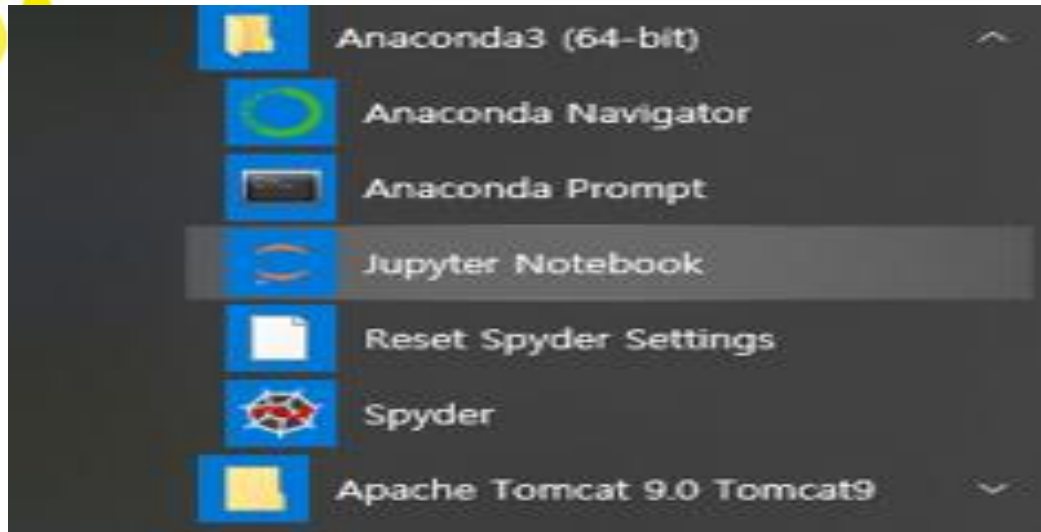 Anaconda3 (64-bit)
Anaconda Navigator
Anaconda Prompt
Jupyter Notebook
Reset Spyder Settings
Spyder
Apache Tomcat 9.0 Tomcat9